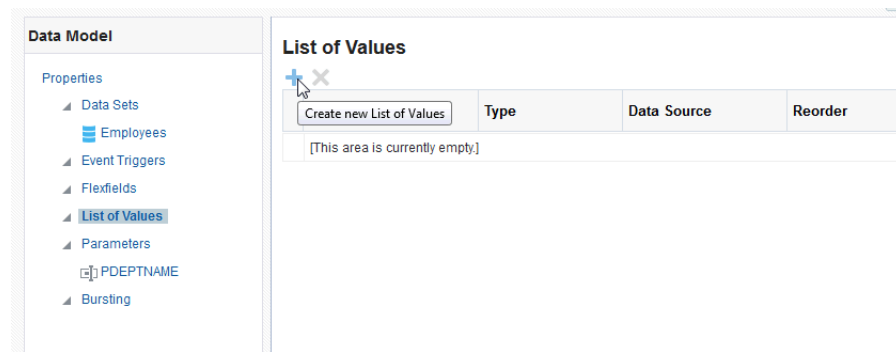 Data Model
Properties
Data Sets
Employees
Event Triggers
Flexfields
List of Values
Parameters
PDEPTNAME
Bursting
List of Values
Create new List of Values
Type Data Source Reorder
[This area is currently empty.]